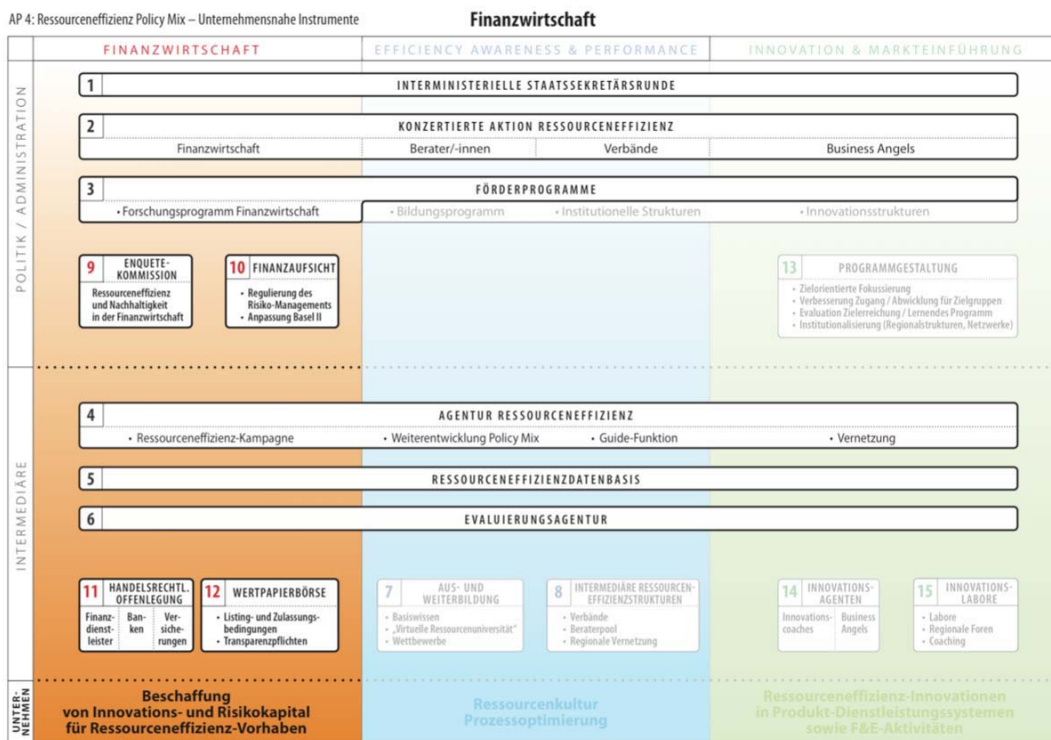 AP 4: Ressourceneffizienz Policy Mix – Unternehmensnahe Instrumente
Finanzwirtschaft
FINANZWIRTSCHAFT
EFFICIENCY AWARENESS & PERFORMANCE
INNOVATION & MARKTEINFÜHRUNG
POLITIK / ADMINISTRATION
1 INTERMINISTERIELLE STAATSSEKRETÄRSRUNDE
2 KONZERTIERTE AKTION RESSOURCENEFFIZIENZ
Finanzwirtschaft Berater/-innen Verbände Business Angels
3 FÖRDERPROGRAMME
• Forschungsprogramm Finanzwirtschaft • Bildungsprogramm • Institutionelle Strukturen • Innovationsstrukturen
9 ENQUETE-
KOMMISSION
Ressourceneffizienz
und Nachhaltigkeit
in der Finanzwirtschaft
10 FINANZAUFSICHT
• Regulierung des
Risiko-Managements
• Anpassung Basel II
13 PROGRAMMGESTALTUNG
• Zielorientierte Fokussierung
• Verbesserung Zugang / Abwicklung für Zielgruppen
• Evaluation Zielerreichung / Lernendes Programm
• Institutionalisierung (Regionalstrukturen, Netzwerke)
INTERMEDIÄRE
4 AGENTUR RESSOURCENEFFIZIENZ
• Ressourceneffizienz-Kampagne • Weiterentwicklung Policy Mix • Guide-Funktion • Vernetzung
5 RESSOURCENEFFIZIENZDATENBASIS
6 EVALUIERUNGSAGENTUR
11 HANDELSRECHTL.
OFFENLEGUNG
Finanz-
dienst-
leister
Ban-
ken
Ver-
siche-
rungen
12 WERTPAPIERBÖRSE
• Listing- und Zulassungs-
bedingungen
• Transparenzpflichten
7 AUS- UND
WEITERBILDUNG
• Basiswissen
• „Virtuelle Ressourcenuniversität“
• Wettbewerbe
8 INTERMEDIÄRE RESSOURCEN-
EFFIZIENZSTRUKTUREN
• Verbände
• Beraterpool
• Regionale Vernetzung
14 INNOVATIONS-
AGENTEN
Innovations-
coaches
Business
Angels
15 INNOVATIONS-
LABORE
• Labore
• Regionale Foren
• Coaching
UNTER-
NEHMEN
Beschaffung
von Innovations- und Risikokapital
für Ressourceneffizienz-Vorhaben
Ressourcenkultur
Prozessoptimierung
Ressourceneffizienz-Innovationen
in Produkt-Dienstleistungssystemen
sowie F&E-Aktivitäten